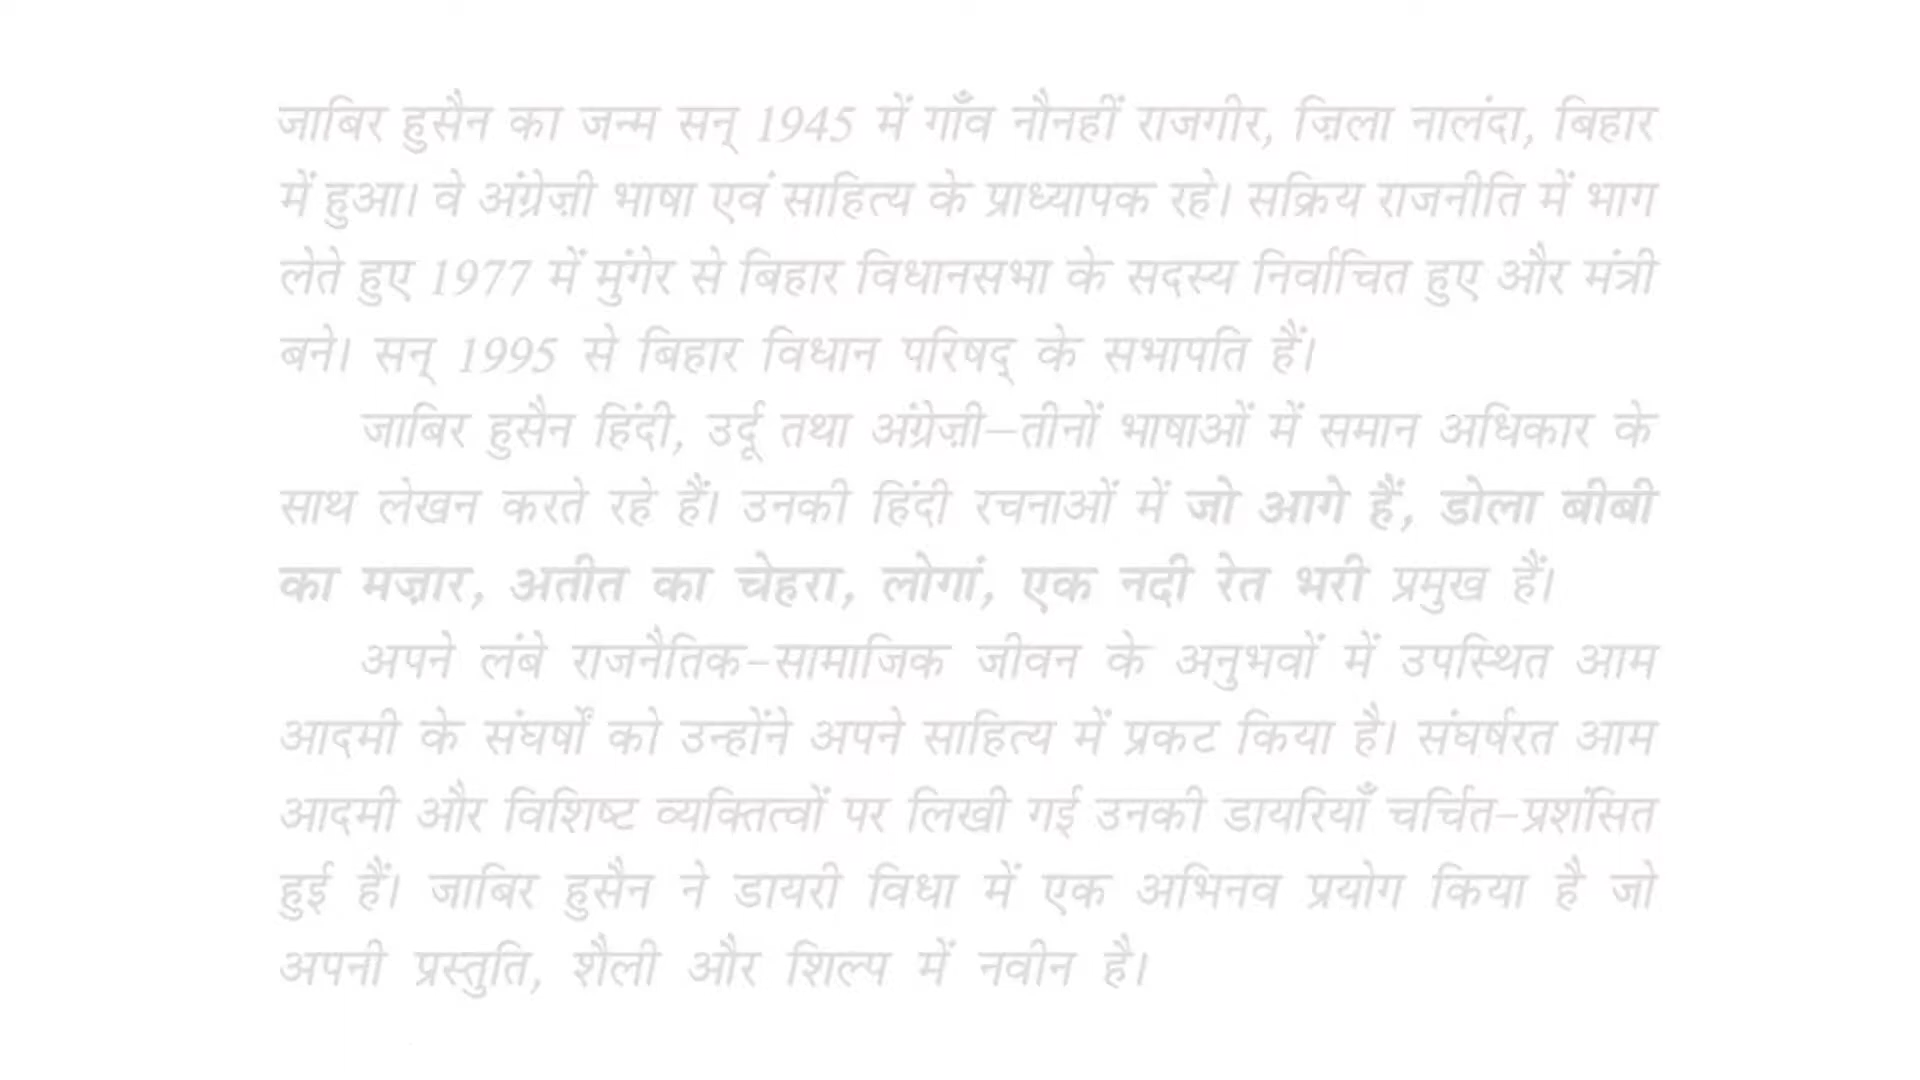 जाबिर हुसैन का जन्म सन् 1945 में गाँव नौनहीं राजगीर, ज़िला नालंदा, बिहार
में हुआ। वे अंग्रेज़ी भाषा एवं साहित्य के प्राध्यापक रहे। सक्रिय राजनीति में भाग
लेते हुए 1977 में मुंगेर से बिहार विधानसभा के सदस्य निर्वाचित हुए और मंत्री
बने। सन् 1995 से बिहार विधान परिषद् के सभापति हैं।
जाबिर हुसैन हिंदी, उर्दू तथा अंग्रेज़ी–तीनों भाषाओं में समान अधिकार के
साथ लेखन करते रहे हैं। उनकी हिंदी रचनाओं में जो आगे हैं, डोला बीबी
का मज़ार, अतीत का चेहरा, लोगां, एक नदी रेत भरी प्रमुख हैं।
अपने लंबे राजनैतिक-सामाजिक जीवन के अनुभवों में उपस्थित आम
आदमी के संघर्षों को उन्होंने अपने साहित्य में प्रकट किया है। संघर्षरत आम
आदमी और विशिष्ट व्यक्तित्वों पर लिखी गई उनकी डायरियाँ चर्चित-प्रशंसित
हुई हैं। जाबिर हुसैन ने डायरी विधा में एक अभिनव प्रयोग किया है जो
अपनी प्रस्तुति, शैली और शिल्प में नवीन है।